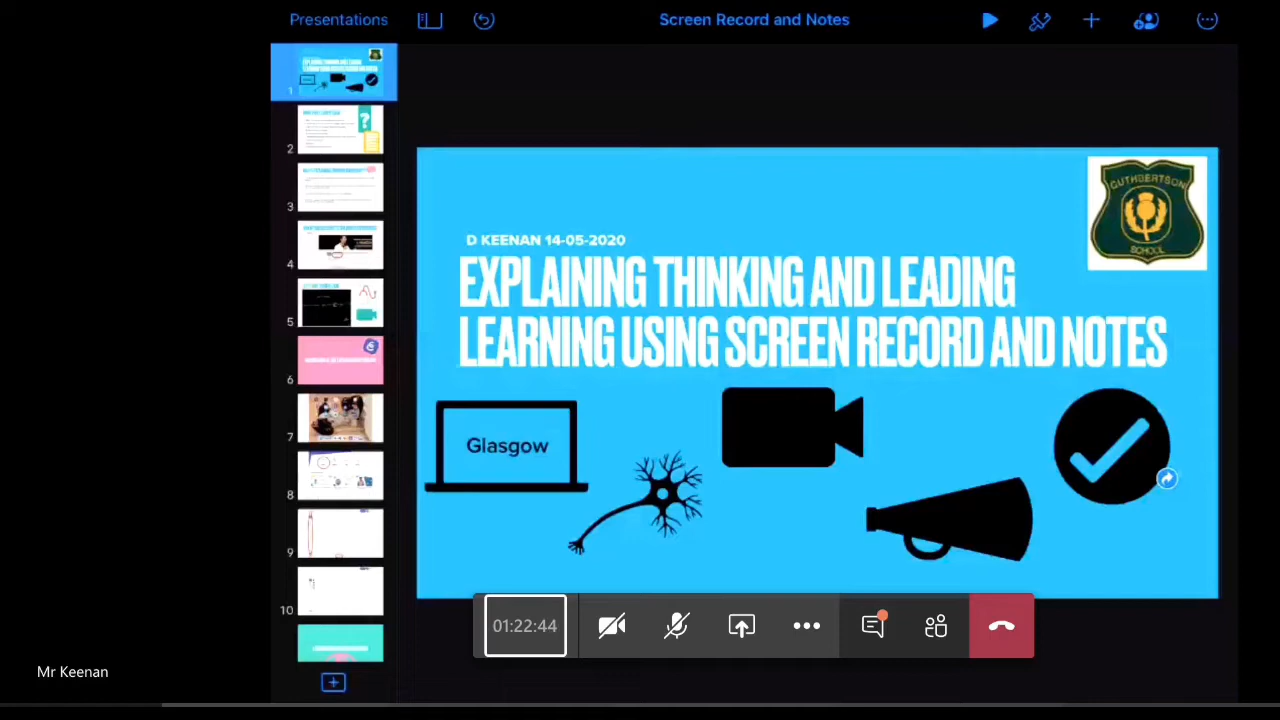 Presentations
Screen Record and Notes
1
2
3
4
5
6
7
8
9
10
CUTHBERTSON
SCHOOL
D KEENAN 14-05-2020
EXPLAINING THINKING AND LEADING
LEARNING USING SCREEN RECORD AND NOTES
Glasgow
01:22:44
Mr Keenan